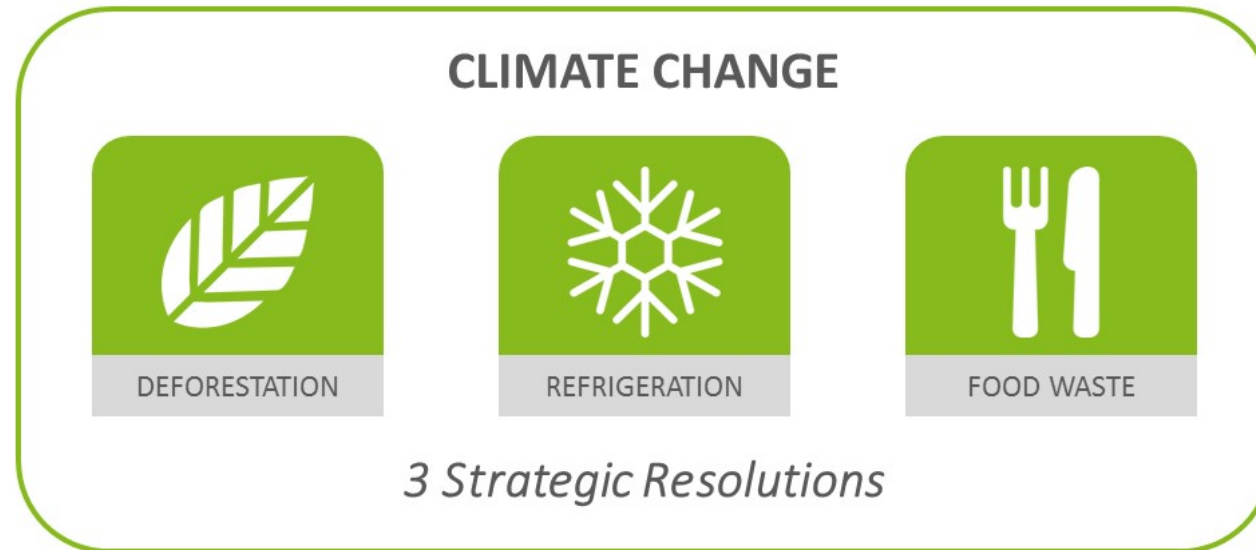 CLIMATE CHANGE
DEFORESTATION
REFRIGERATION
FOOD WASTE
3 Strategic Resolutions